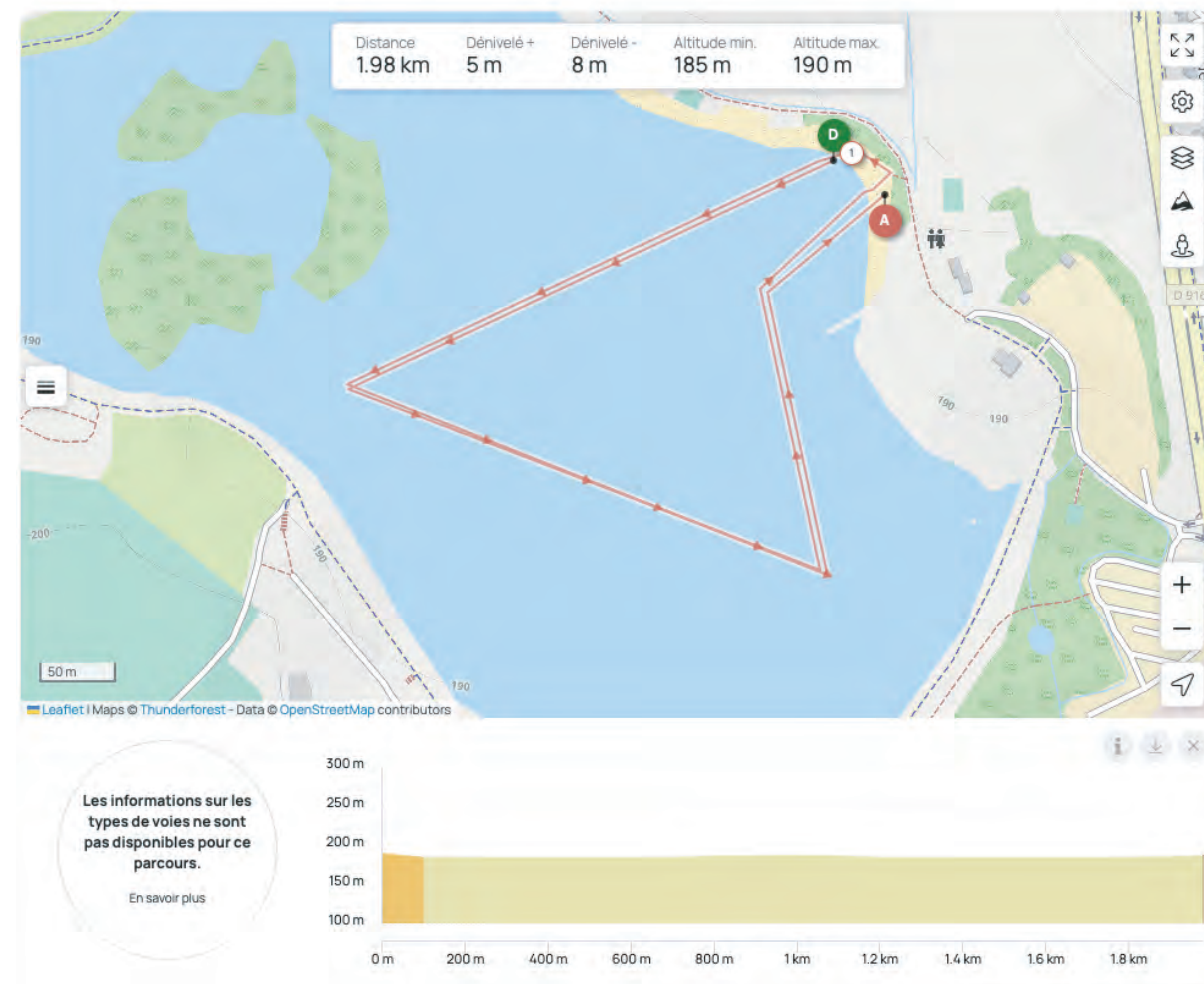 Distance
1.98 km
Dénivelé +
5 m
Dénivelé -
8 m
Altitude min.
185 m
Altitude max.
190 m
D
1
A
D 916
190
190
190
-200-
190
190
50 m
Leaflet | Maps © Thunderforest - Data © OpenStreetMap contributors
Les informations sur les
types de voies ne sont
pas disponibles pour ce
parcours.
En savoir plus
300 m
250 m
200 m
150 m
100 m
0 m
200 m
400 m
600 m
800 m
1 km
1.2 km
1.4 km
1.6 km
1.8 km